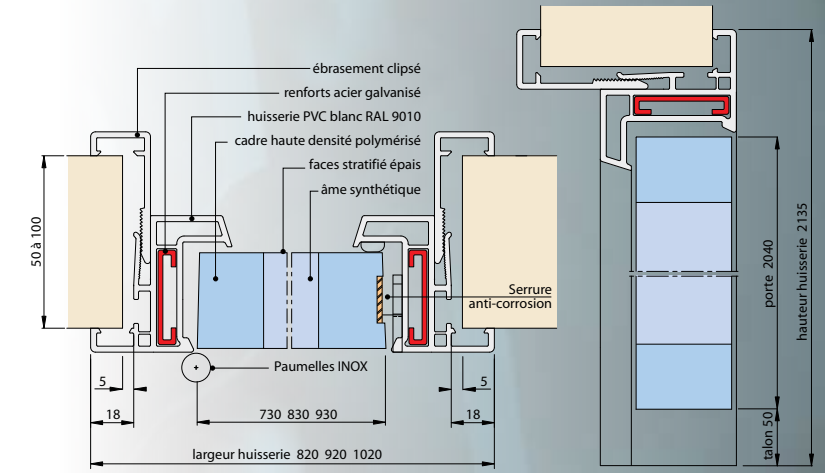 ébrasement clipsé
renforts acier galvanisé
huisserie PVC blanc RAL 9010
cadre haute densité polymérisé
faces stratifié épais
âme synthétique
50 à 100
Serrure
anti-corrosion
Paumelles INOX
5
5
18
730 830 930
18
largeur huisserie 820 920 1020
porte 2040
hauteur huisserie 2135
talon 50